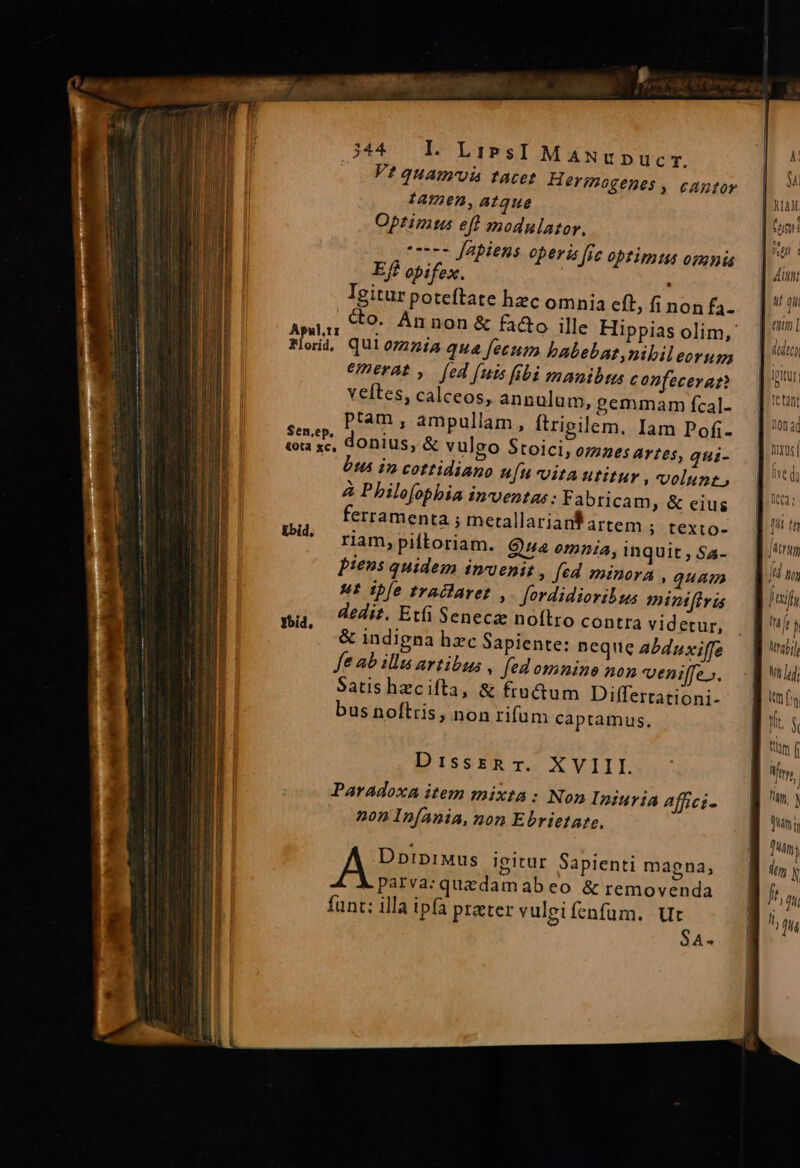 344 I. LIPSI MANUDUCT.
Vt quamvis tacet Hermogenes, cantor
tamen, atque
Optimus est modulator.
----- sapiens operis sic optimus omnis
Est opifex.
Igitur potestate hæc omnia est, si non fa-
cto. An non & facto ille Hippias olim,
Apul. 11
Florid.
qui omnia qua secum habebat, nihil eorum
emerat, sed suis sibi manibus confecerat?
vestes, calceos, annulum, gemmam scal-
ptam, ampullam, strigilem. Iam Posi-
Sen. ep.
tota xc.
donius, & vulgo Stoici, omnes artes, qui-
bus in cottidiano usu vita utitur, volunt,
à Philosophia inventas: Fabricam, & eius
ferramenta; metallariam artem; texto-
Ibid.
riam, pistoriam. Qua omnia, inquit, Sa-
piens quidem invenit, sed minora, quam
ut ipse tractaret, sordidioribus ministris
Ibid.
dedit. Etsi Senecæ nostro contra videtur,
& indigna hæc Sapiente: neque abduxisse
se ab illis artibus, sed omnino non venisse.
Satis hæc ista, & fructum Dissertationi-
bus nostris, non risum captamus.
DISSERT. XVIII.
Paradoxa item mixta: Non Iniuria affici-
non Insania, non Ebrietate.
ADDIDIMUS igitur Sapienti magna,
parva: quædam ab eo & removenda
sunt: illa ipsa præter vulgi sensum. Ut
SA-